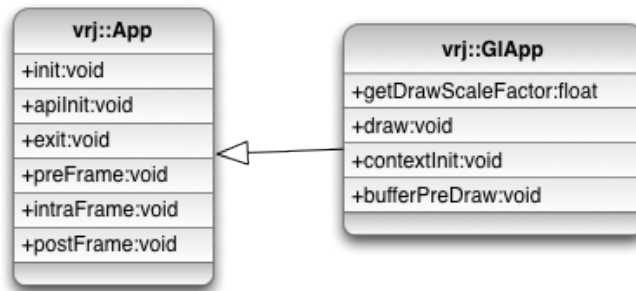 vrj::App
+init:void
+apiInit:void
+exit:void
+preFrame:void
+intraFrame:void
+postFrame:void
vrj::GlApp
+getDrawScaleFactor:float
+draw:void
+contextInit:void
+bufferPreDraw:void